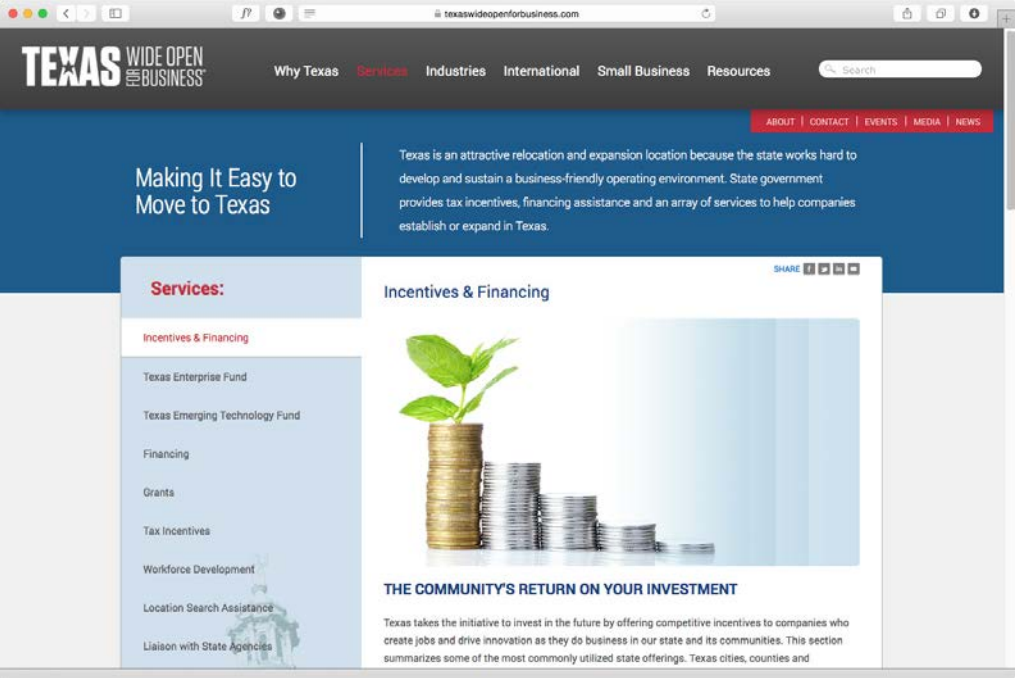 texaswideopenforbusiness.com
TEXAS WIDE OPEN
FOR BUSINESS
Why Texas Services Industries International Small Business Resources Search
ABOUT | CONTACT | EVENTS | MEDIA | NEWS
Making It Easy to
Move to Texas
Texas is an attractive relocation and expansion location because the state works hard to
develop and sustain a business-friendly operating environment. State government
provides tax incentives, financing assistance and an array of services to help companies
establish or expand in Texas.
SHARE
Services:
Incentives & Financing
Texas Enterprise Fund
Texas Emerging Technology Fund
Financing
Grants
Tax Incentives
Workforce Development
Location Search Assistance
Liaison with State Agencies
Incentives & Financing
THE COMMUNITY'S RETURN ON YOUR INVESTMENT
Texas takes the initiative to invest in the future by offering competitive incentives to companies who
create jobs and drive innovation as they do business in our state and its communities. This section
summarizes some of the most commonly utilized state offerings. Texas cities, counties and